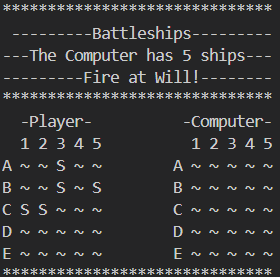 ******************************
---------Battleships---------
---The Computer has 5 ships---
---------Fire at Will!--------
******************************
-Player- -Computer-
1 2 3 4 5 1 2 3 4 5
A ~ ~ S ~ ~ A ~ ~ ~ ~ ~
B ~ ~ S ~ S B ~ ~ ~ ~ ~
C S S ~ ~ ~ C ~ ~ ~ ~ ~
D ~ ~ ~ ~ ~ D ~ ~ ~ ~ ~
E ~ ~ ~ ~ ~ E ~ ~ ~ ~ ~
******************************